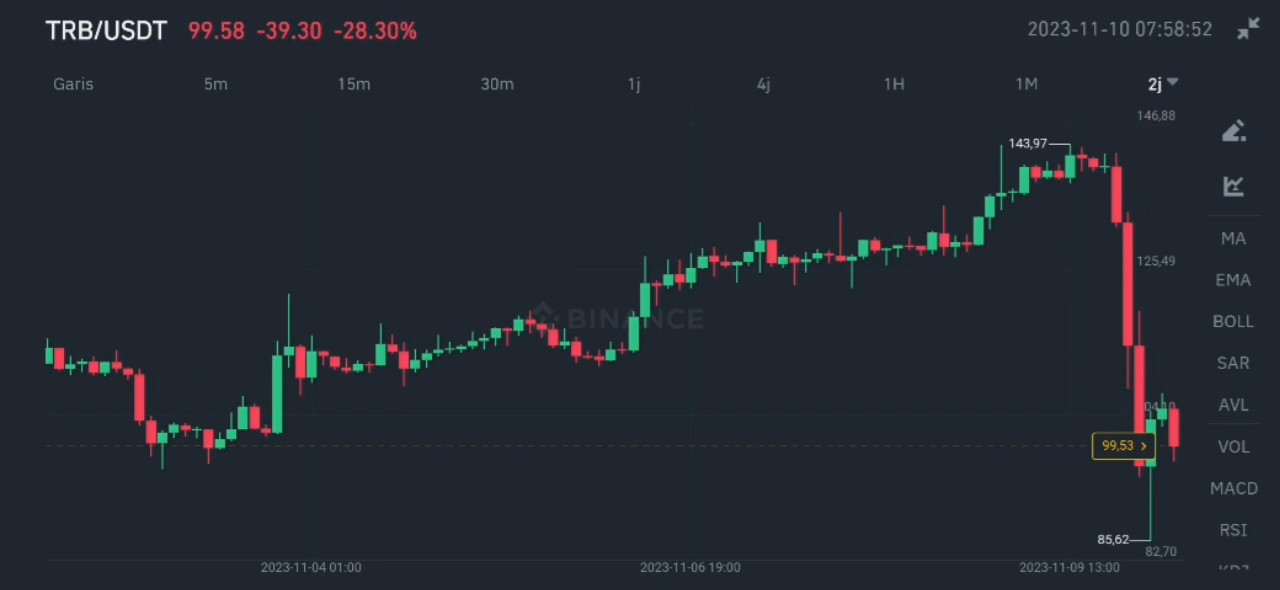 TRB/USDT 99.58 -39.30 -28.30% 2023-11-10 07:58:52
Garis 5m 15m 30m 1j 4j 1H 1M 2j
146,88
143,97
MA
125,49
EMA
BINANCE
BOLL
SAR
04,10
AVL
99,53
VOL
MACD
RSI
85,62
82,70
2023-11-04 01:00 2023-11-06 19:00 2023-11-09 13:00